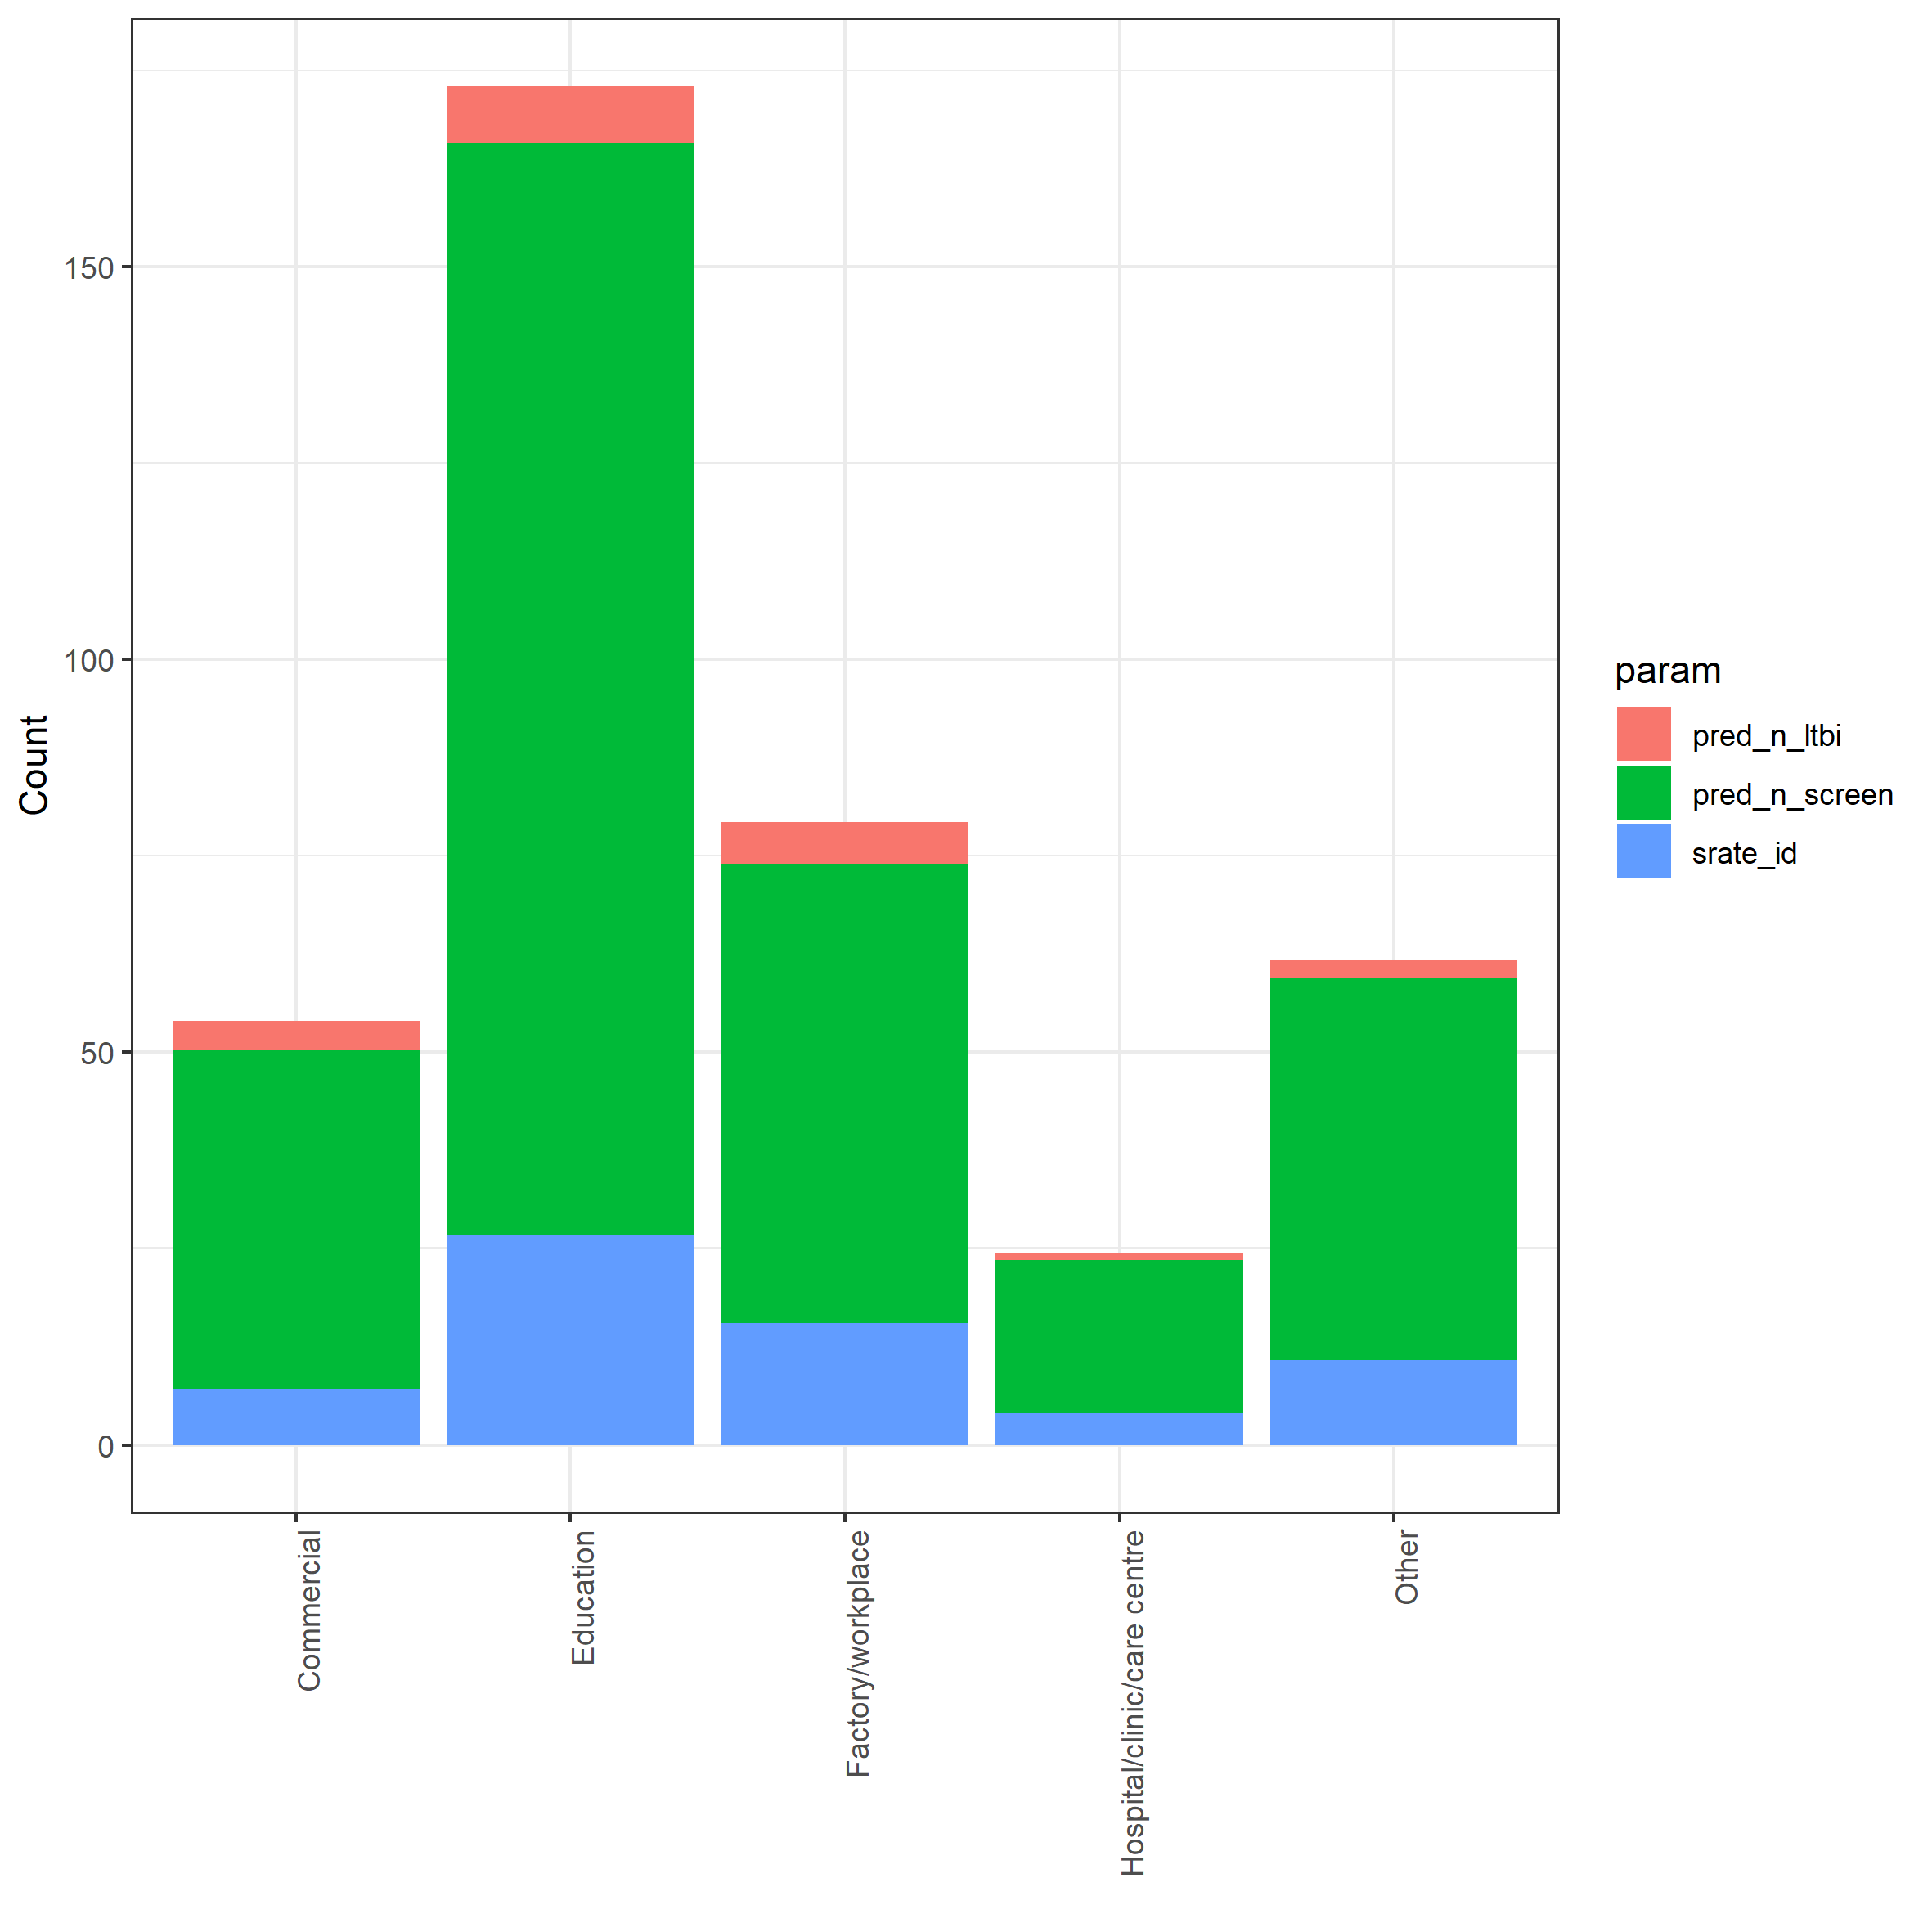 Count
150
100
50
0
Commercial
Education
Factory/workplace
Hospital/clinic/care centre
Other
param
pred_n_ltbi
pred_n_screen
srate_id